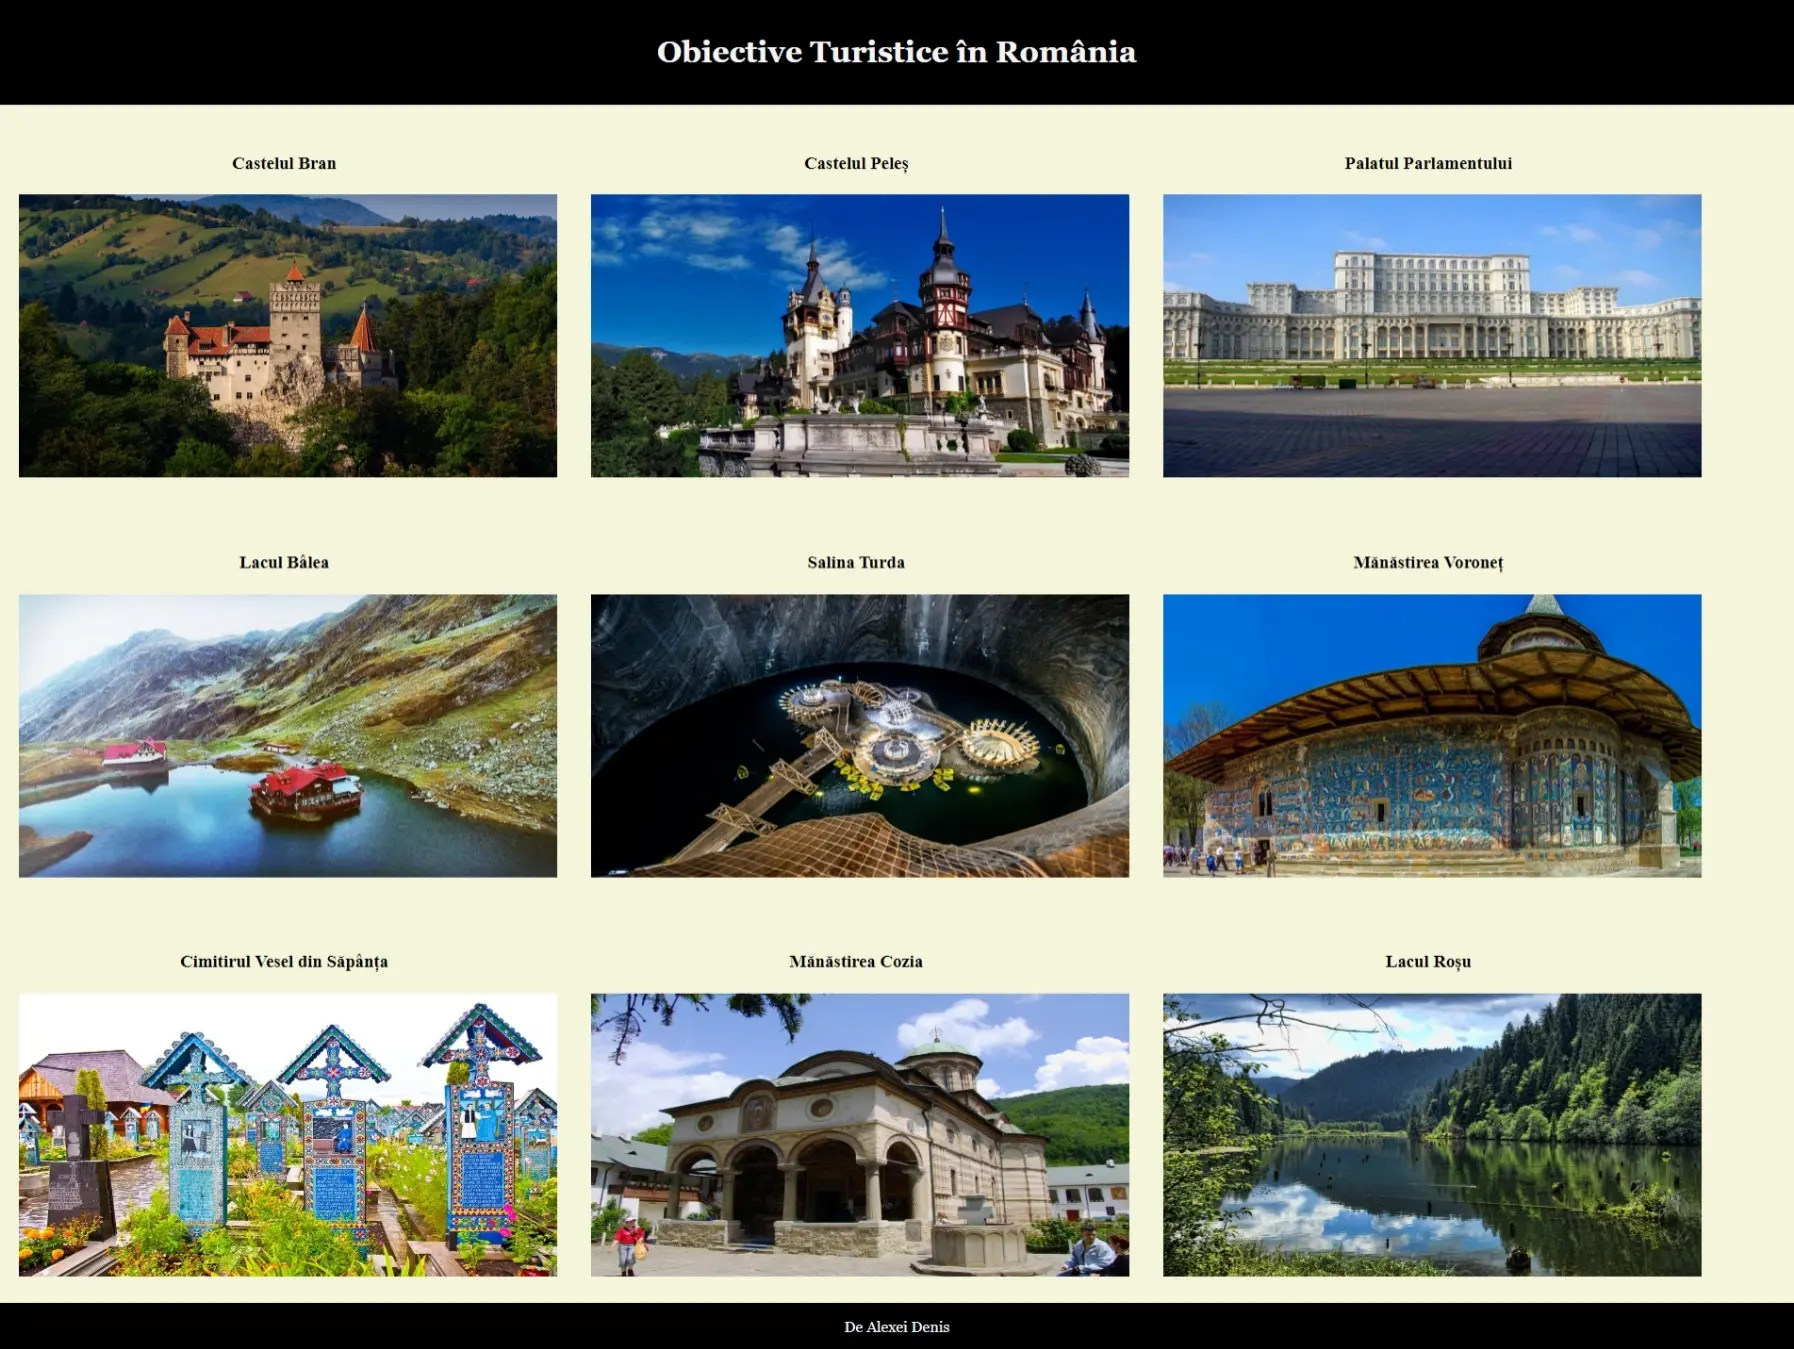 Obiective Turistice în România
Castelul Bran
Castelul Peleș
Palatul Parlamentului
Lacul Bâlea
Salina Turda
Mănăstirea Voroneț
Cimitirul Vesel din Săpânța
Mănăstirea Cozia
Lacul Roșu
De Alexei Denis